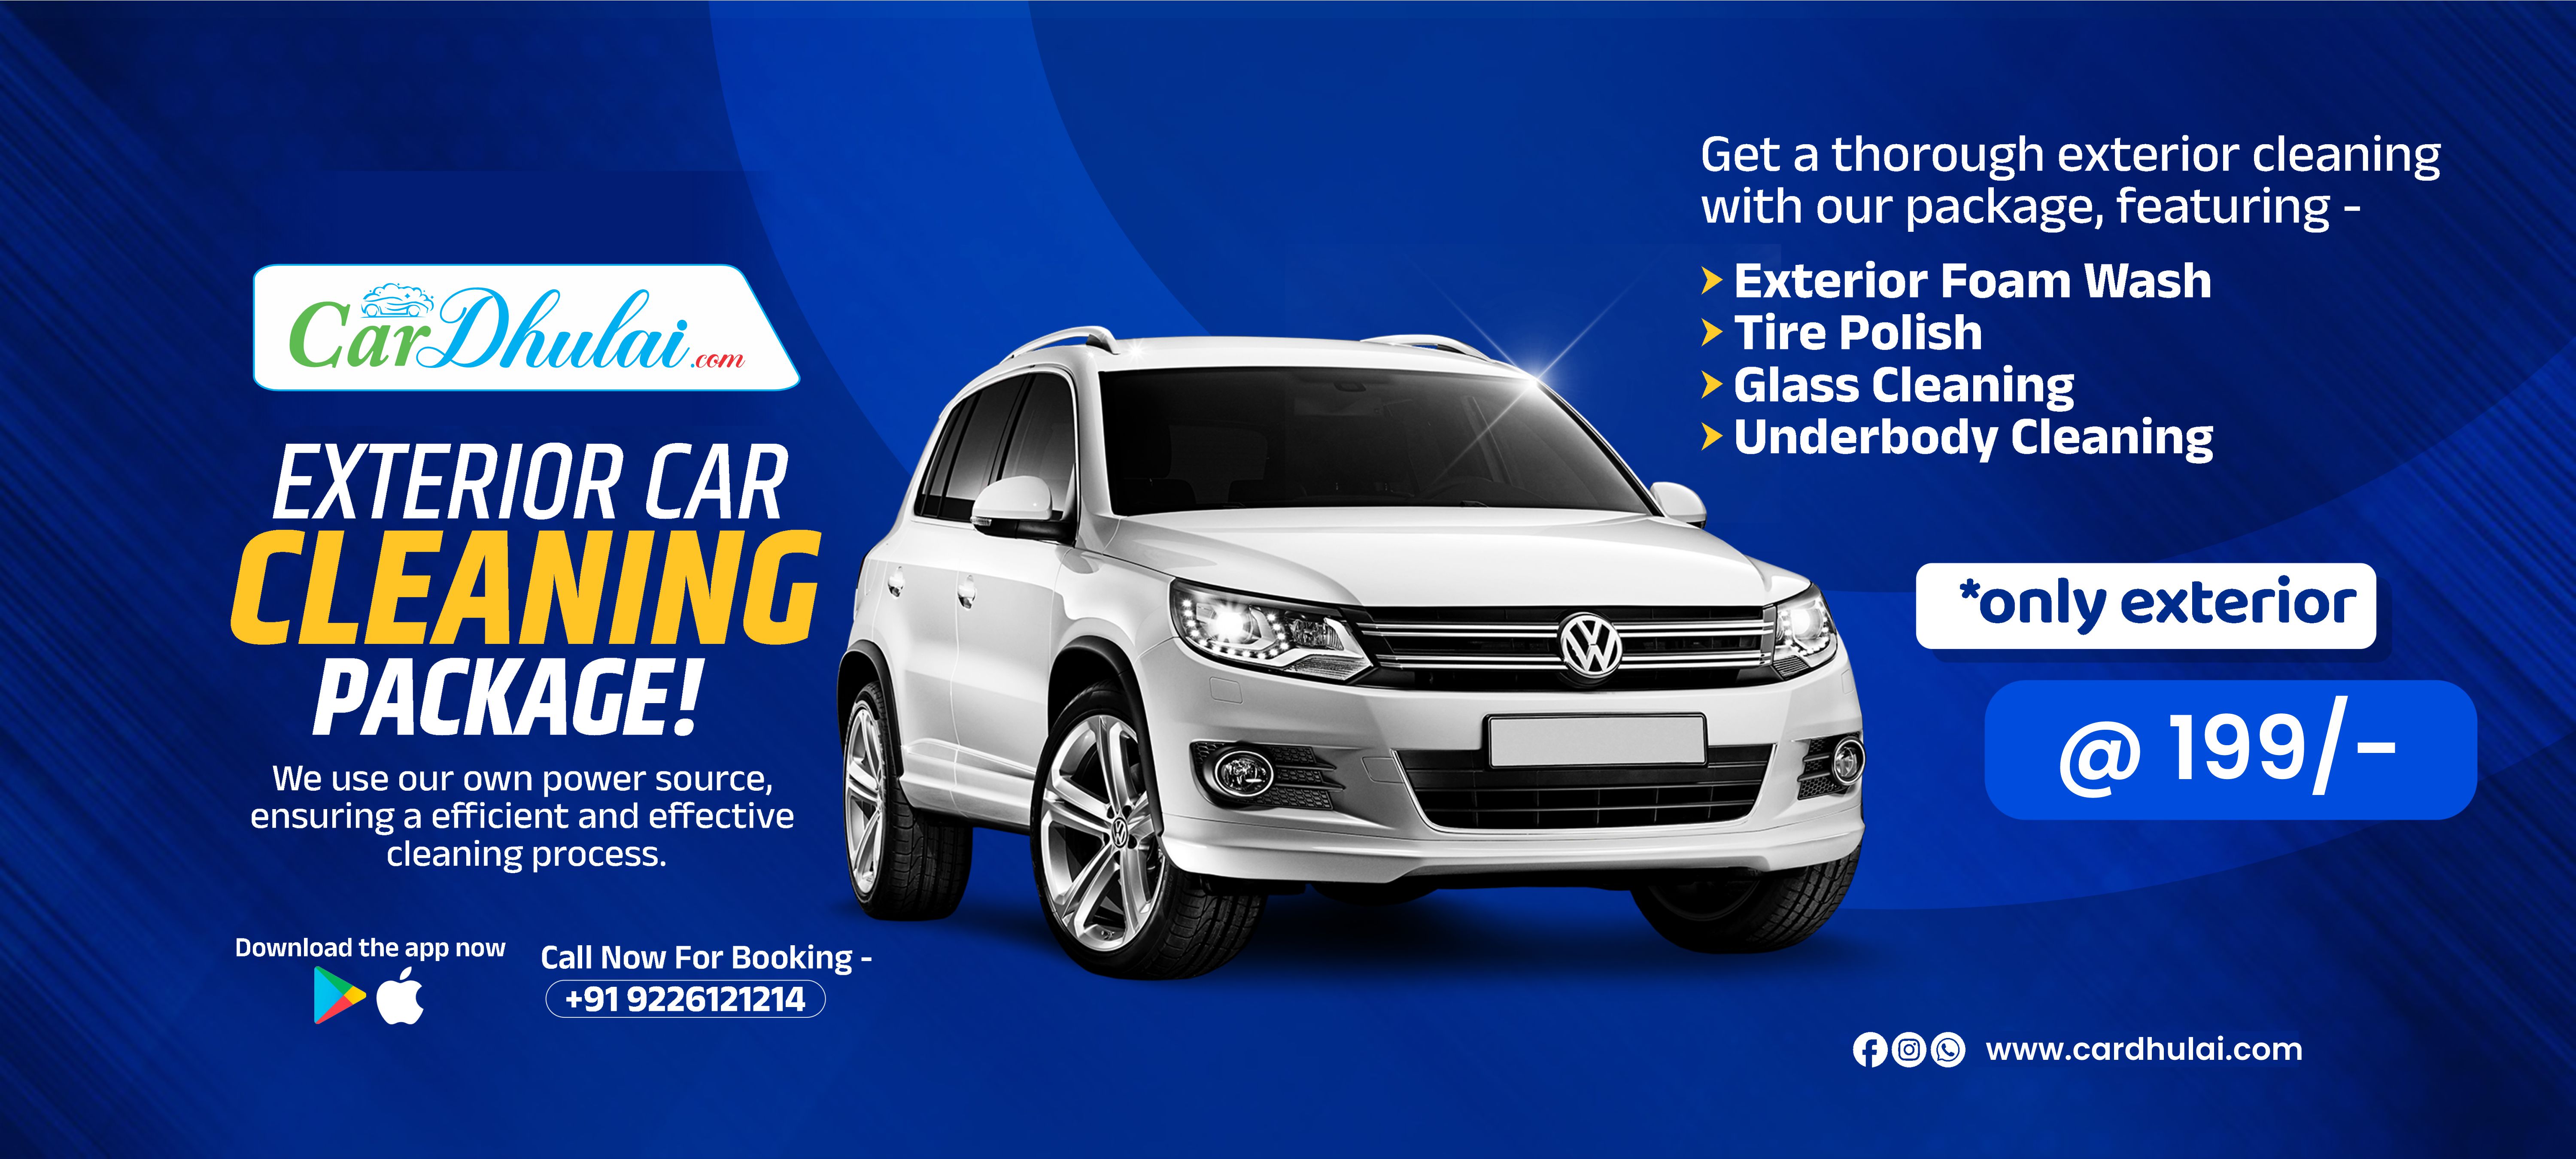 CarDhulai.com
EXTERIOR CAR
CLEANING
PACKAGE!
We use our own power source,
ensuring a efficient and effective
cleaning process.
Download the app now
Call Now For Booking -
+91 9226121214
Get a thorough exterior cleaning
with our package, featuring -
Exterior Foam Wash
Tire Polish
Glass Cleaning
Underbody Cleaning
*only exterior
@ 199/-
www.cardhulai.com